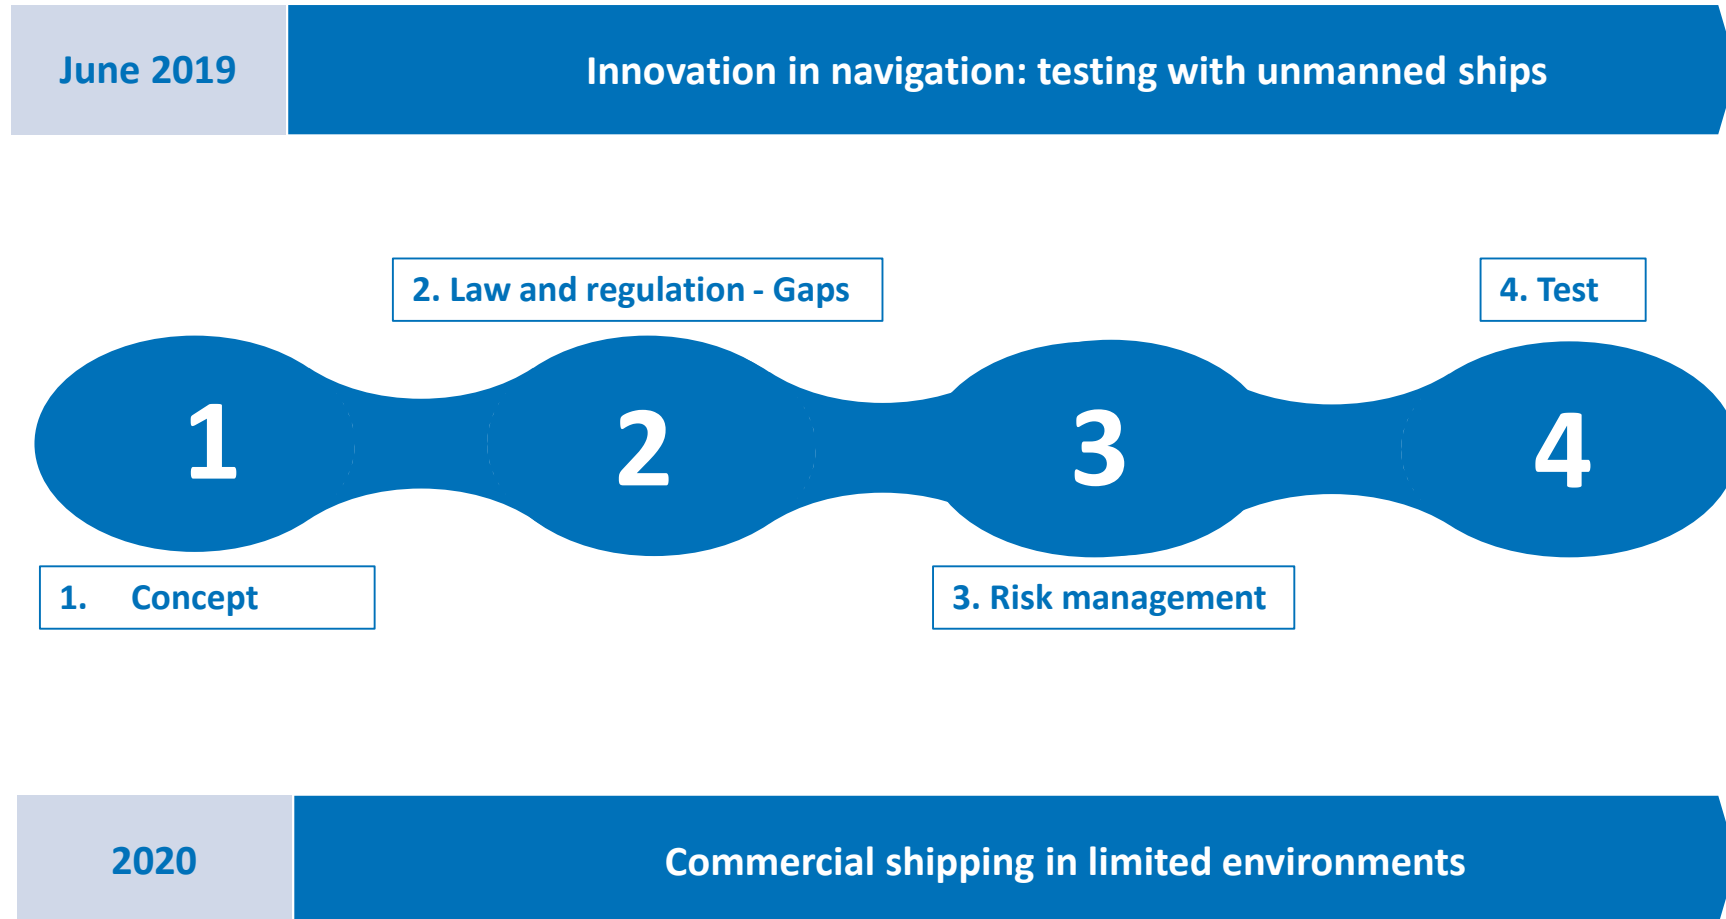 June 2019
Innovation in navigation: testing with unmanned ships
2. Law and regulation - Gaps
4. Test
1
2
3
4
1. Concept
3. Risk management
2020
Commercial shipping in limited environments